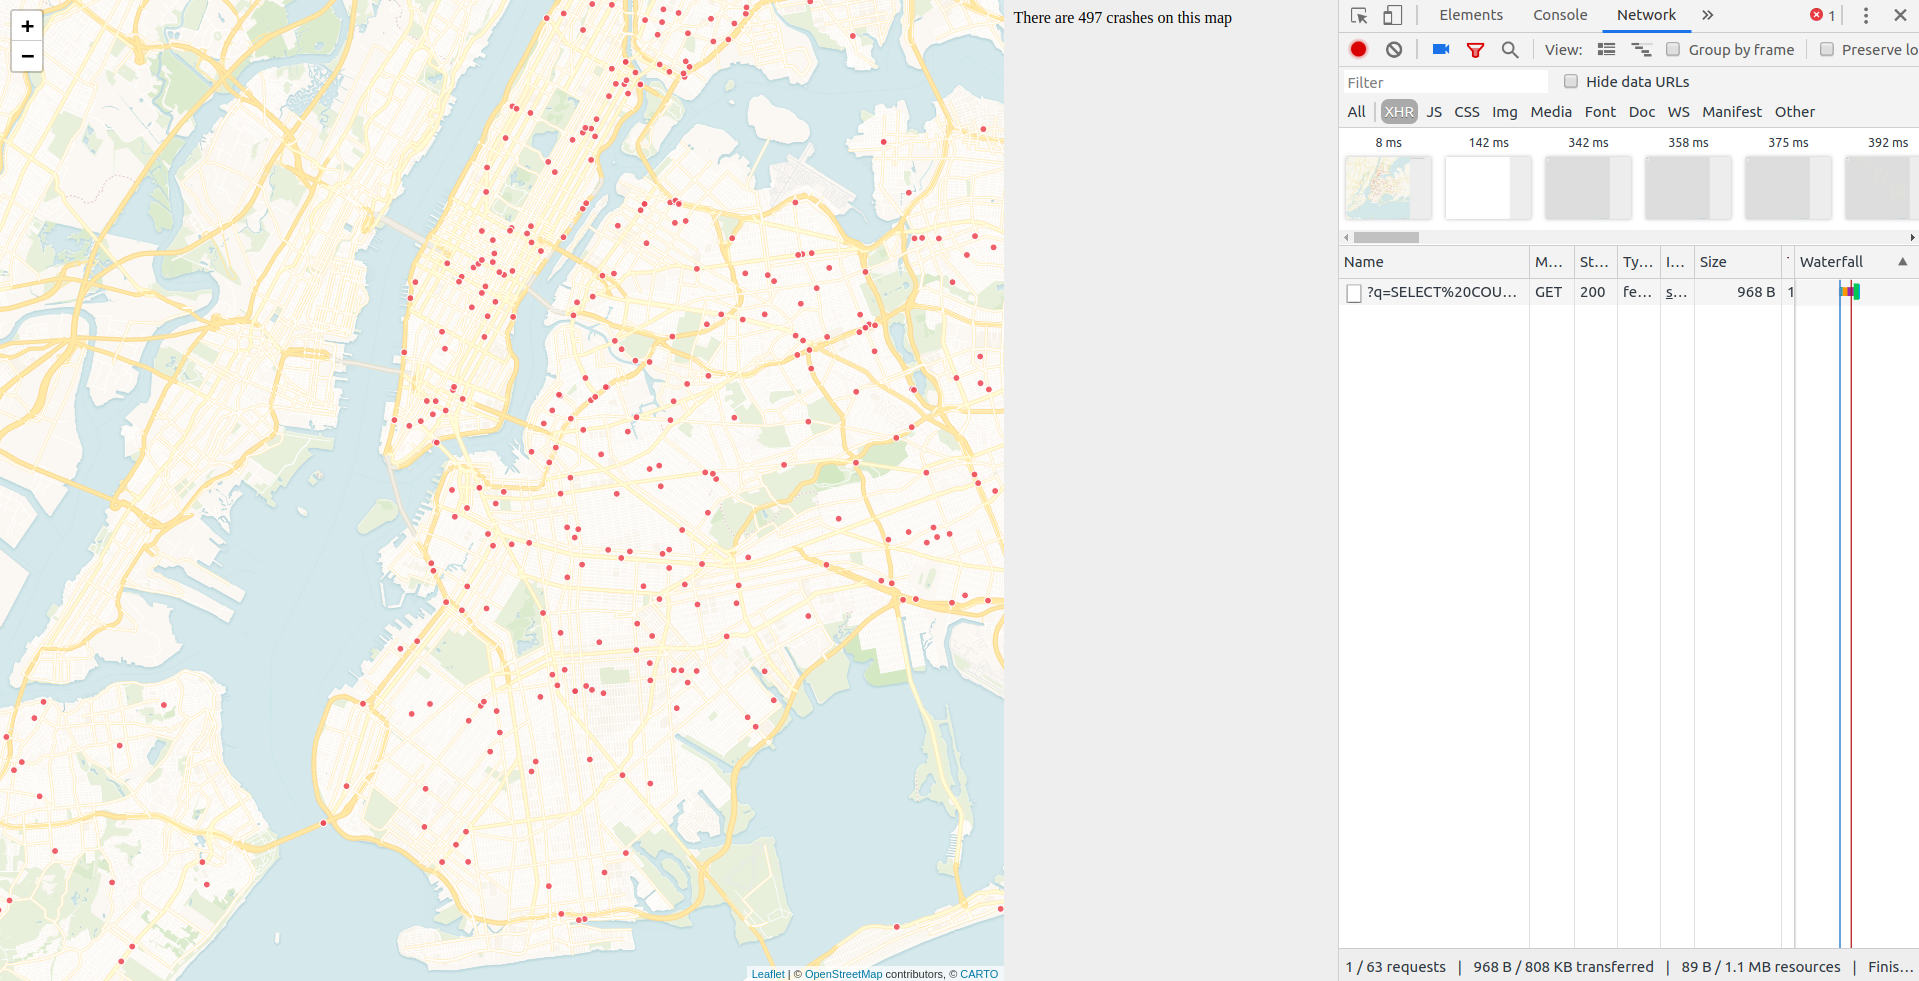 +
−
There are 497 crashes on this map
Leaflet | © OpenStreetMap contributors, © CARTO
Elements Console Network » 1
View: Group by frame Preserve lo
Filter Hide data URLs
All XHR JS CSS Img Media Font Doc WS Manifest Other
8 ms 142 ms 342 ms 358 ms 375 ms 392 ms
Name M... St... Ty... I... Size Waterfall
?q=SELECT%20COU... GET 200 fe... s... 968 B 1
1 / 63 requests | 968 B / 808 KB transferred | 89 B / 1.1 MB resources | Finis...